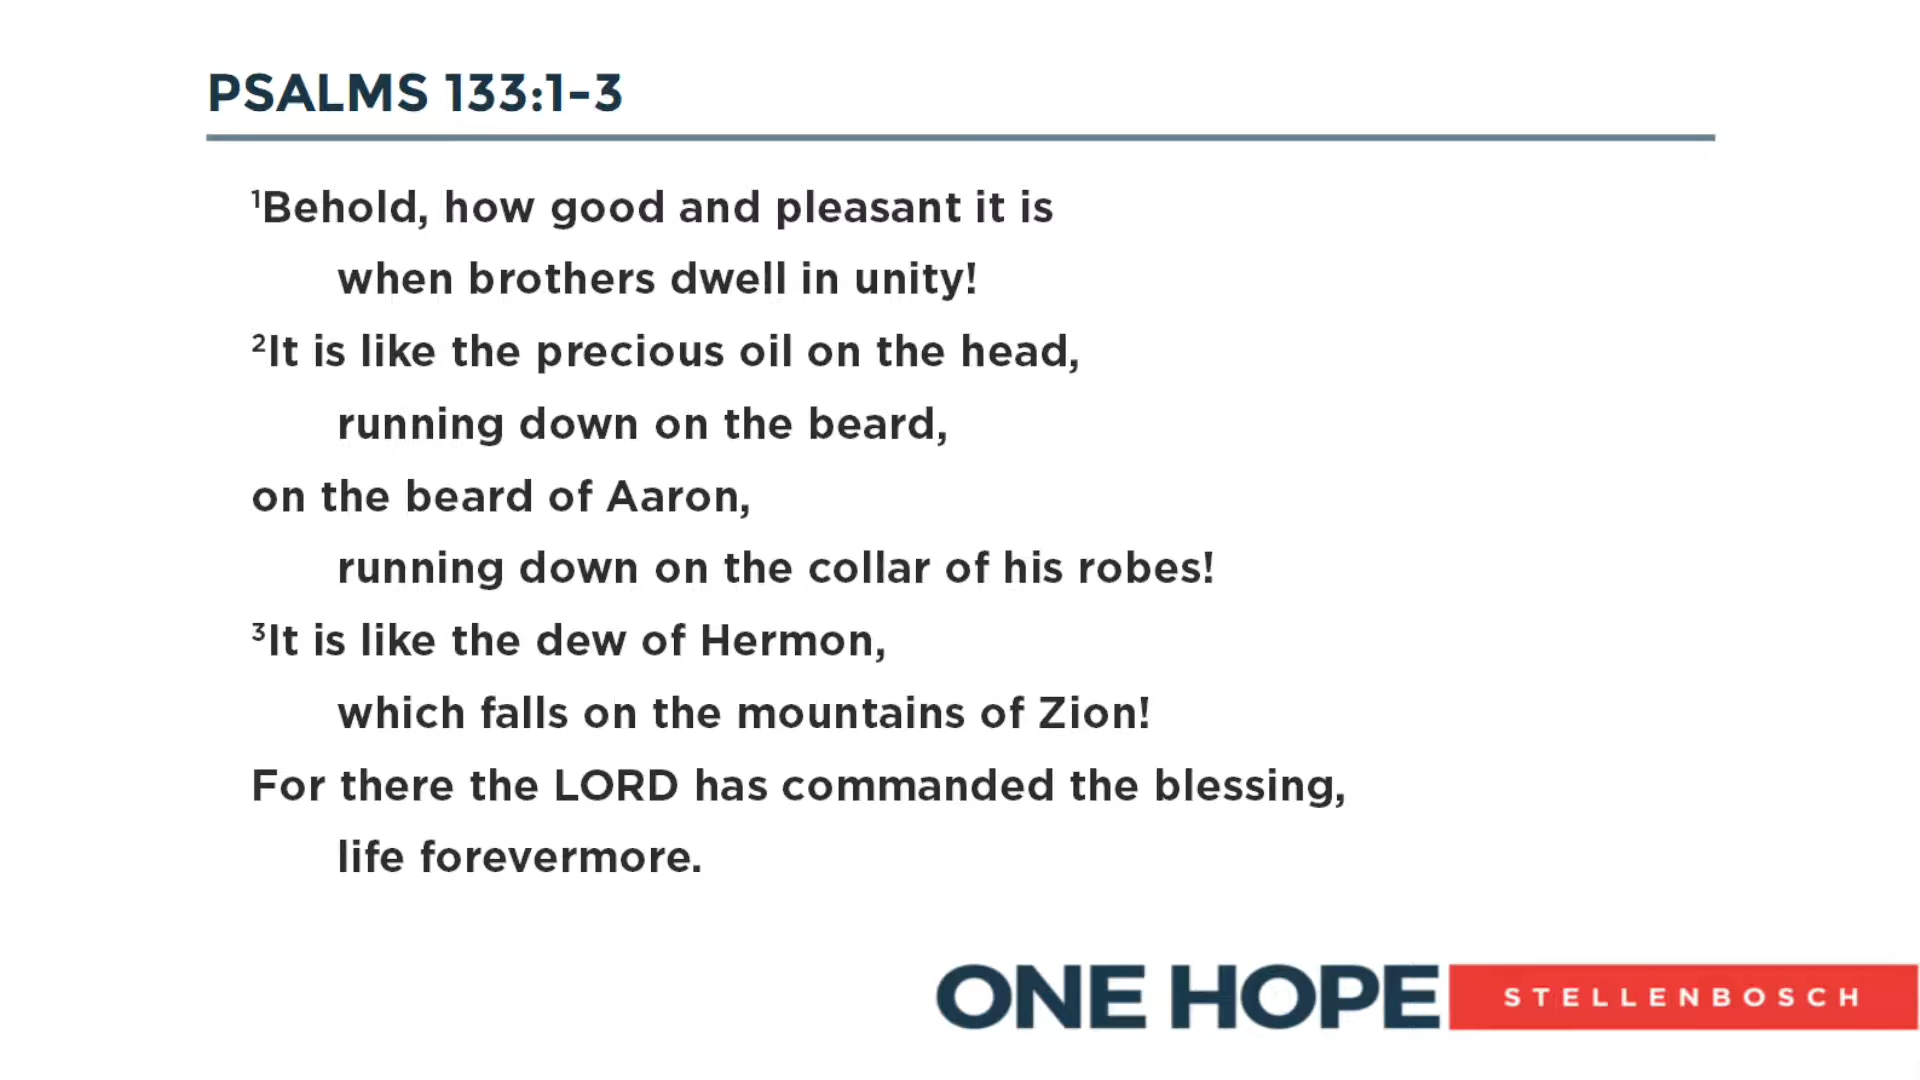 PSALMS 133:1-3
¹Behold, how good and pleasant it is
when brothers dwell in unity!
²It is like the precious oil on the head,
running down on the beard,
on the beard of Aaron,
running down on the collar of his robes!
³It is like the dew of Hermon,
which falls on the mountains of Zion!
For there the LORD has commanded the blessing,
life forevermore.
ONE HOPE STELLENBOSCH